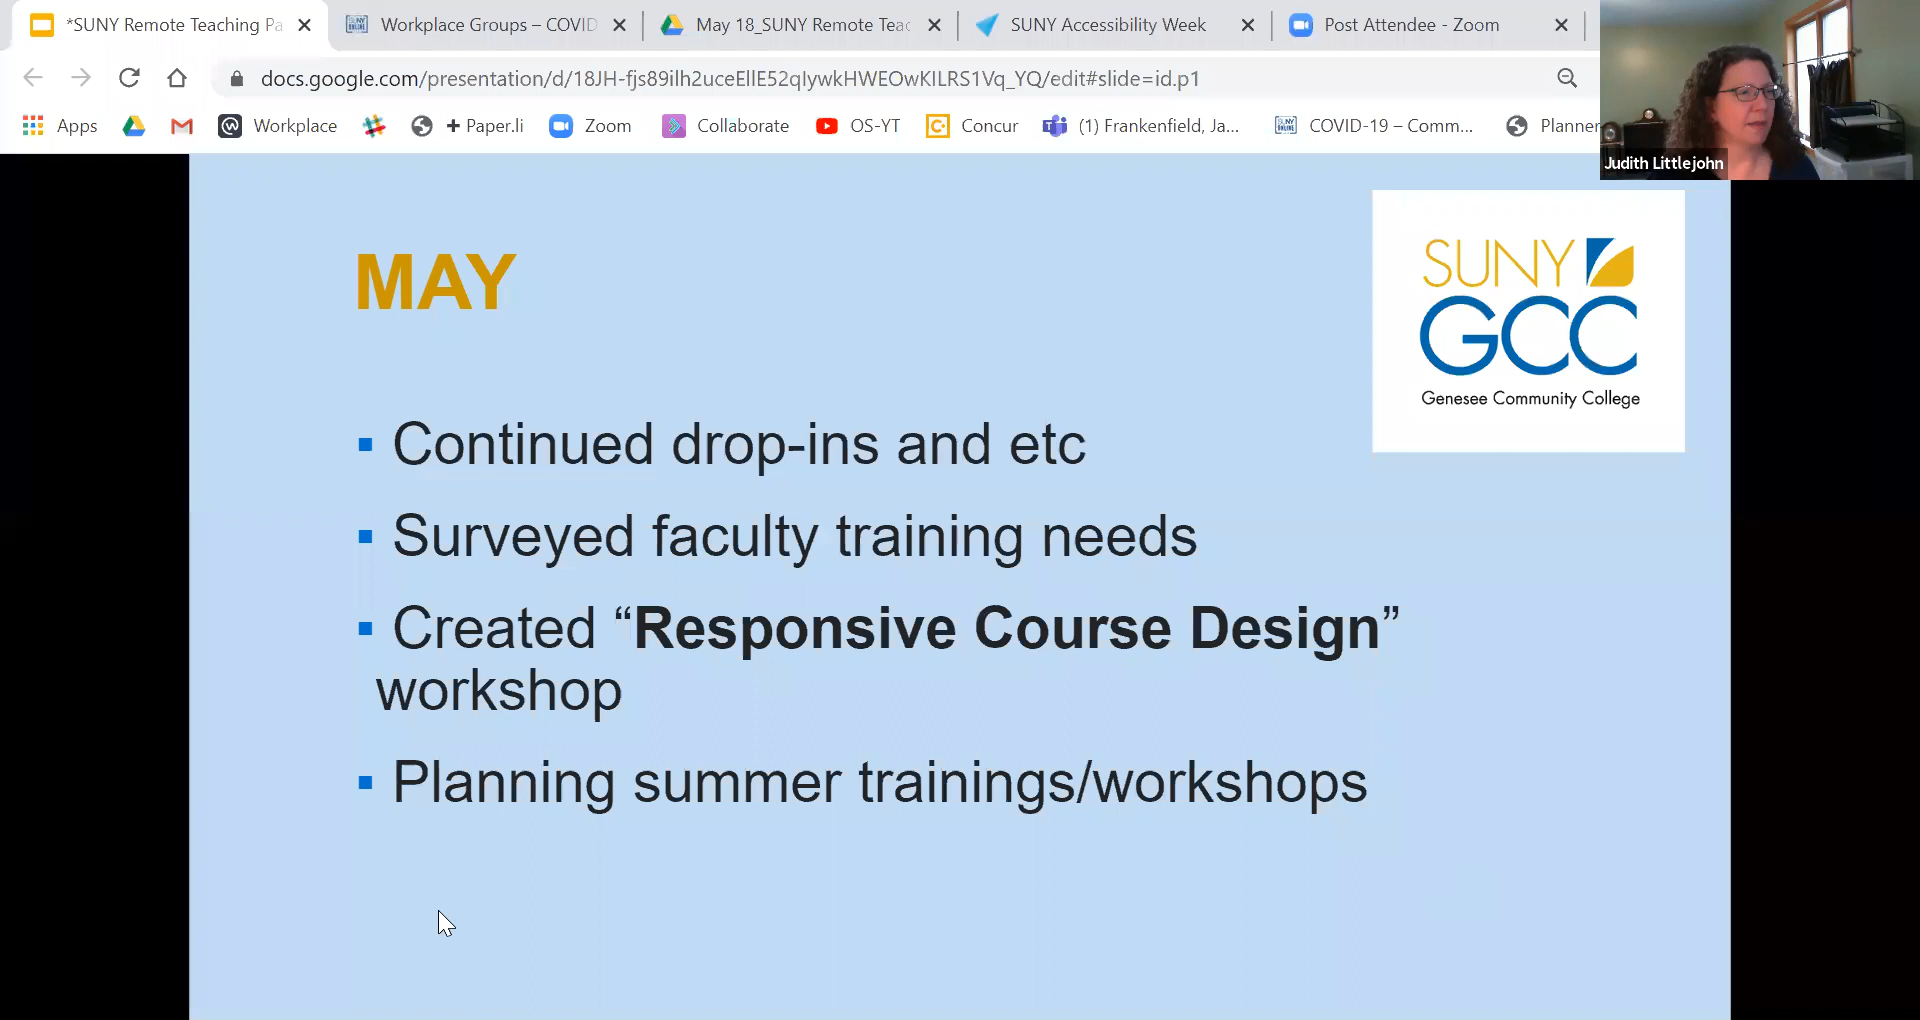 *SUNY Remote Teaching Pa
Workplace Groups – COVID
May 18_SUNY Remote Teac
SUNY Accessibility Week
Post Attendee - Zoom
docs.google.com/presentation/d/18JH-fjs89ilh2uceEllE52qIywkHWEOwKILRS1Vq_YQ/edit#slide=id.p1
Apps
Workplace
+ Paper.li
Zoom
Collaborate
OS-YT
Concur
(1) Frankenfield, Ja...
COVID-19 – Comm...
Planner
Judith Littlejohn
SUNY
GCC
Genesee Community College
MAY
▪ Continued drop-ins and etc
▪ Surveyed faculty training needs
▪ Created “Responsive Course Design”
workshop
▪ Planning summer trainings/workshops